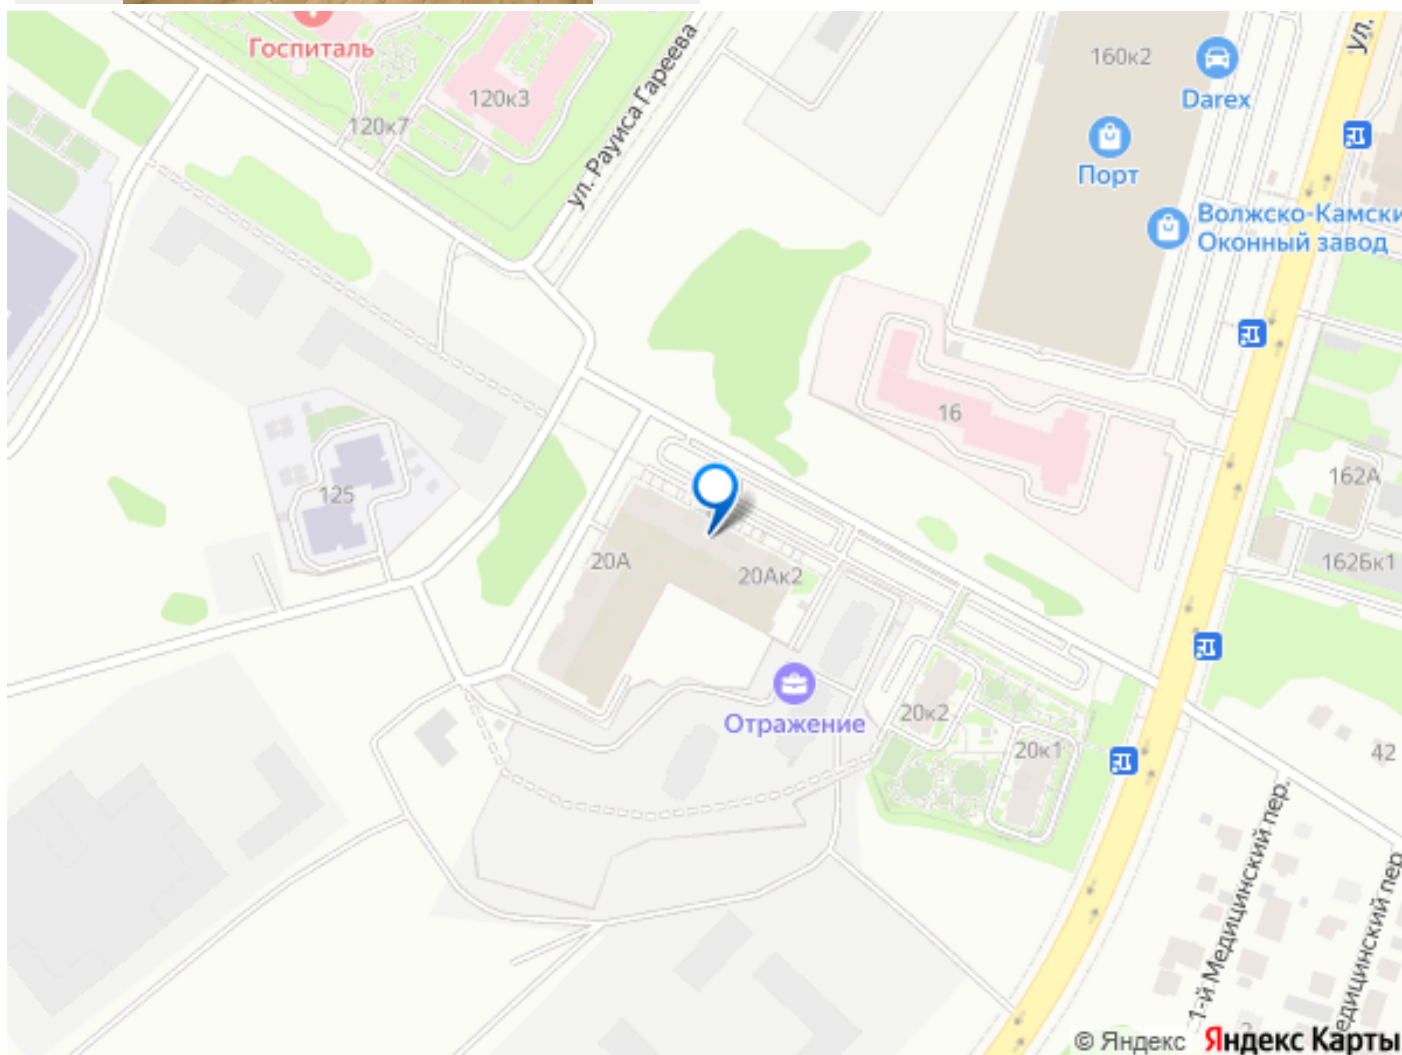 Госпиталь
120к3
120к7
ул. Рауиса Гареева
160к2
Darex
Порт
Волжско-Камски
Оконный завод
ул.
16
162А
162Бк1
125
20А
20Ак2
Отражение
20к2
20к1
42
1-й Медицинский пер.
едицинский пер
2
© Яндекс Яндекс Карты